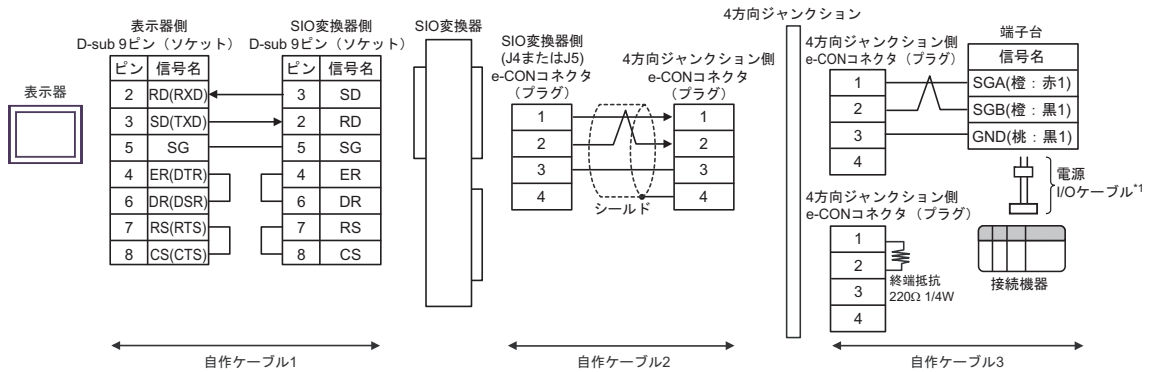 表示器
表示器側
D-sub 9ピン（ソケット）
ピン 信号名
2 RD(RXD)
3 SD(TXD)
5 SG
4 ER(DTR)
6 DR(DSR)
7 RS(RTS)
8 CS(CTS)
SIO変換器側
D-sub 9ピン（ソケット）
ピン 信号名
3 SD
2 RD
5 SG
4 ER
6 DR
7 RS
8 CS
SIO変換器
SIO変換器側
(J4またはJ5)
e-CONコネクタ
（プラグ）
1
2
3
4
シールド
4方向ジャンクション側
e-CONコネクタ
（プラグ）
1
2
3
4
4方向ジャンクション
4方向ジャンクション側
e-CONコネクタ（プラグ）
1
2
3
4
端子台
信号名
SGA(橙：赤1)
SGB(橙：黒1)
GND(桃：黒1)
電源
I/Oケーブル*1
接続機器
4方向ジャンクション側
e-CONコネクタ（プラグ）
1
2
3
4
終端抵抗
220Ω 1/4W
自作ケーブル1
自作ケーブル2
自作ケーブル3